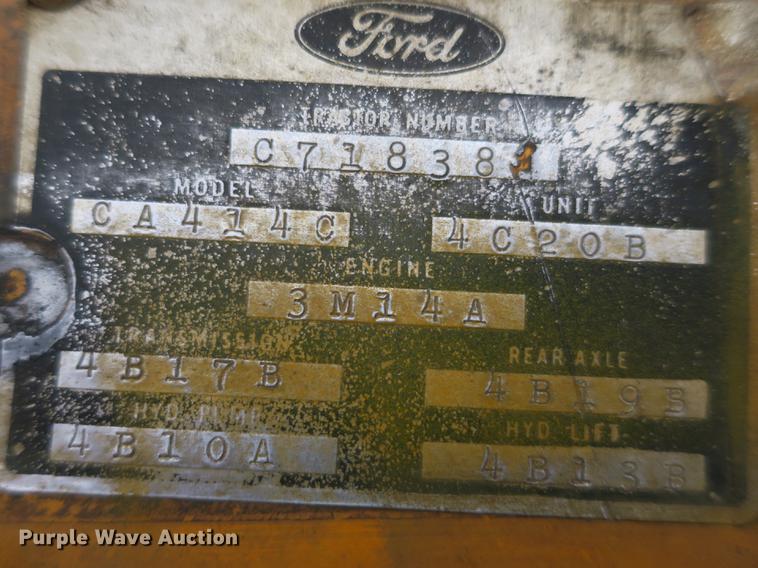 Ford
TRACTOR NUMBER
C71838
MODEL UNIT
CA414C 4C20B
ENGINE
3M14A
TRANSMISSION REAR AXLE
4B17B 4B19B
HYD PUMP HYD LIFT
4B10A 4B13B
Purple Wave Auction